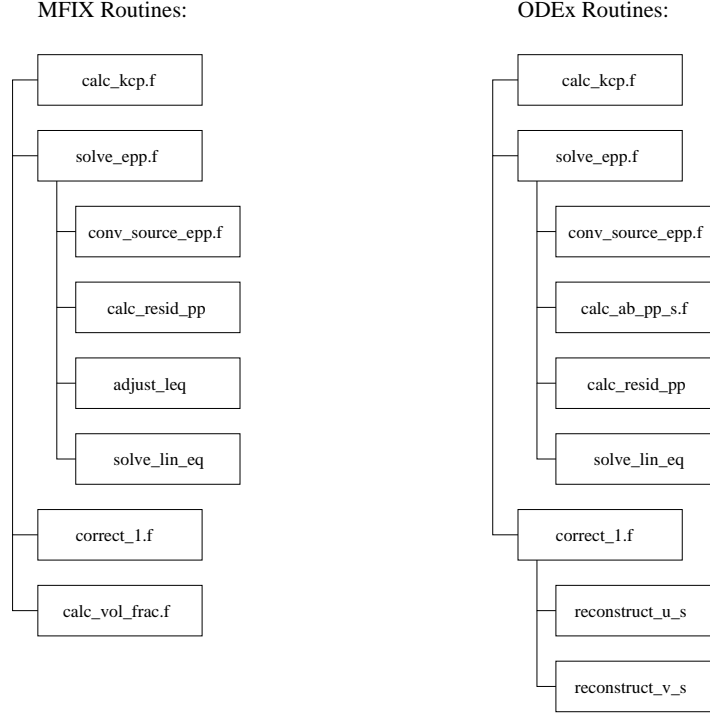 MFIX Routines:
calc_kcp.f
solve_epp.f
conv_source_epp.f
calc_resid_pp
adjust_leq
solve_lin_eq
correct_1.f
calc_vol_frac.f
ODEx Routines:
calc_kcp.f
solve_epp.f
conv_source_epp.f
calc_ab_pp_s.f
calc_resid_pp
solve_lin_eq
correct_1.f
reconstruct_u_s
reconstruct_v_s